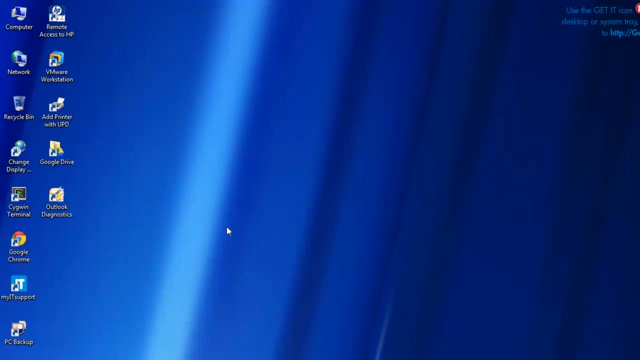 Computer
Remote
Access to HP
Network
VMware
Workstation
Recycle Bin
Add Printer
with UPD
Change
Display ...
Google Drive
Cygwin
Terminal
Outlook
Diagnostics
Google
Chrome
myITsupport
PC Backup
Use the GET IT icon
desktop or system tray,
to http://G